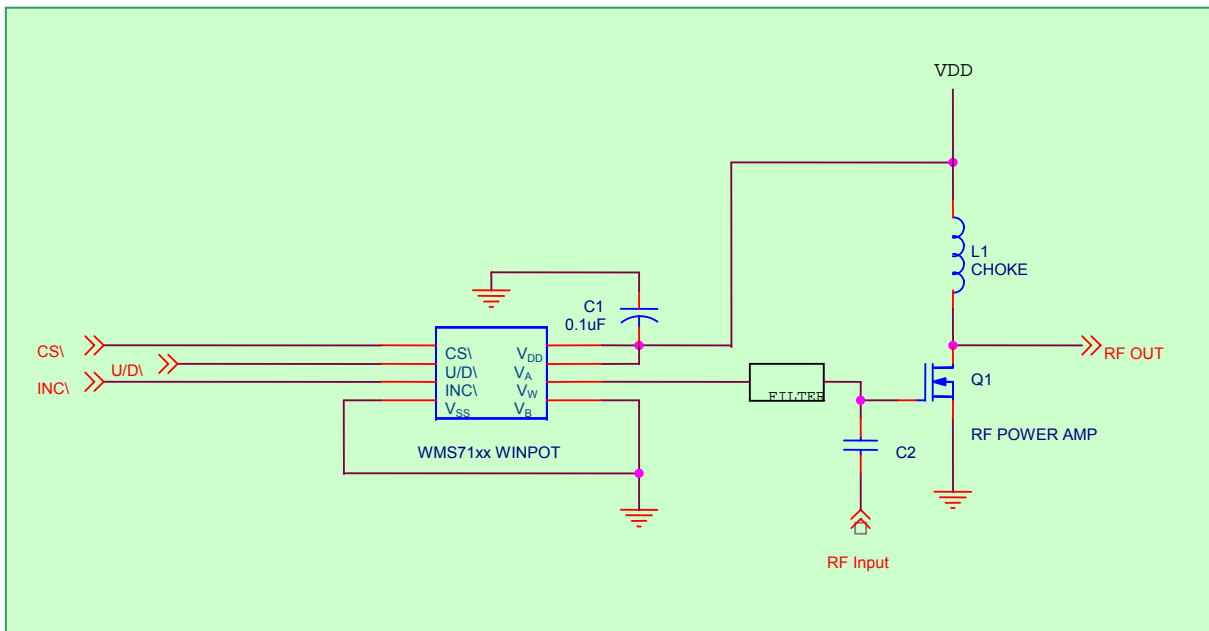 VDD
L1
CHOKE
C1
0.1uF
CS\
U/D\
INC\
CS\
U/D\
INC\
VSS
VDD
VA
VW
VB
RF OUT
FILTER
Q1
RF POWER AMP
WMS71xx WINPOT
C2
RF Input